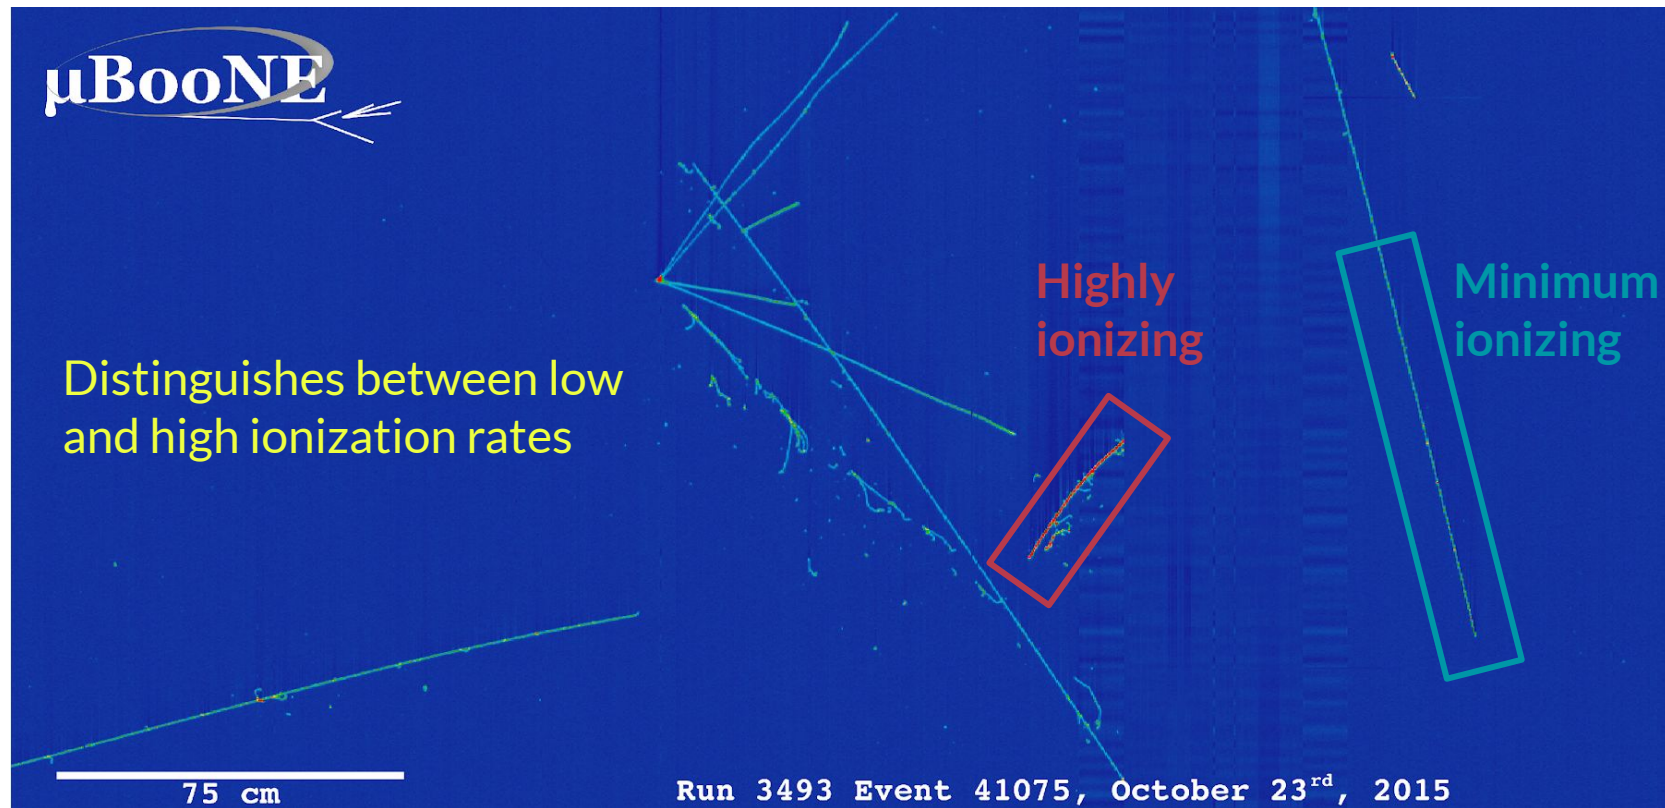 µBooNE
Highly
ionizing
Minimum
ionizing
Distinguishes between low
and high ionization rates
75 cm
Run 3493 Event 41075, October 23rd, 2015